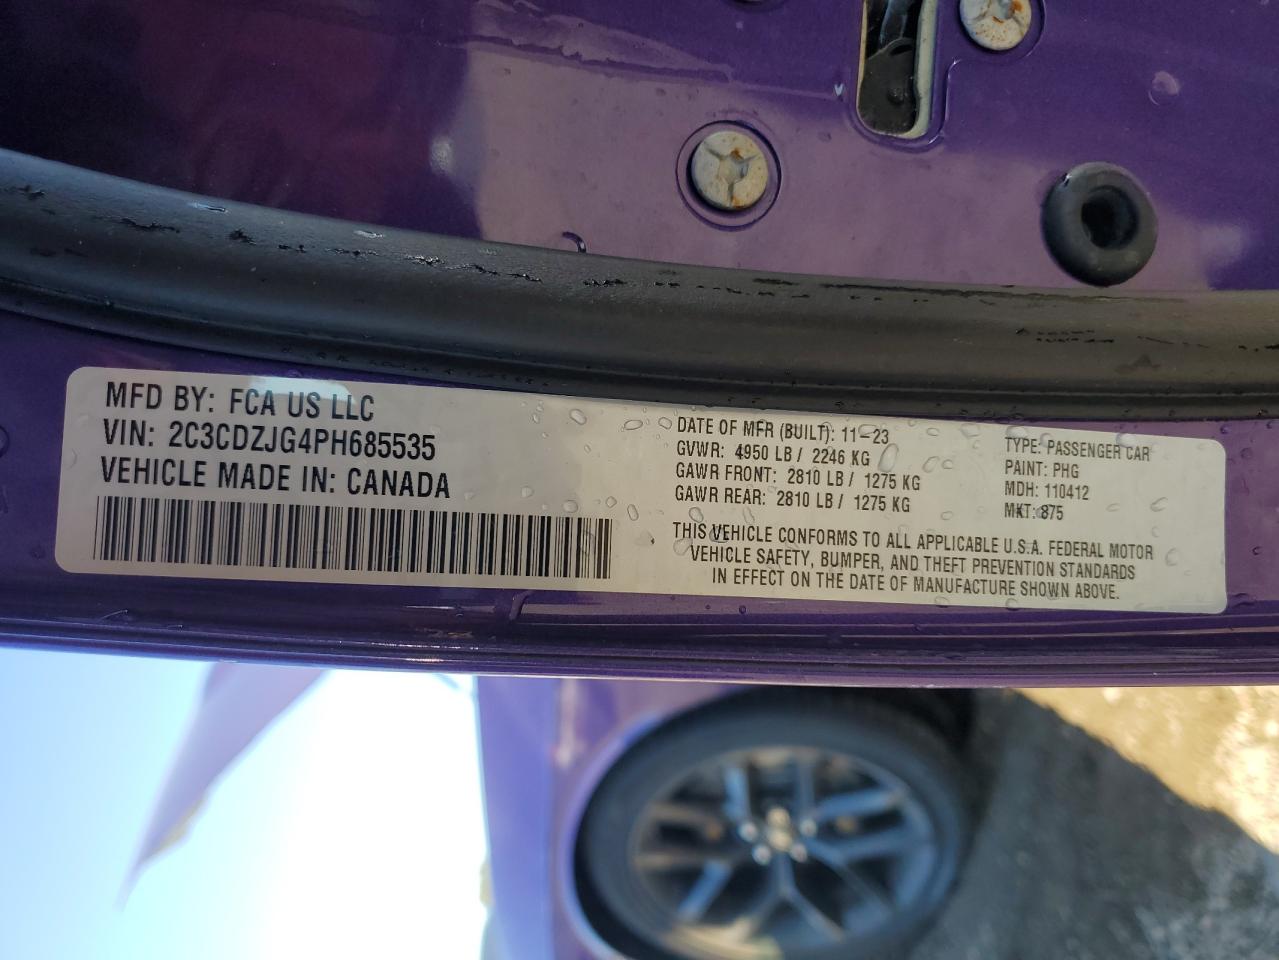 MFD BY: FCA US LLC
VIN: 2C3CDZJG4PH685535
VEHICLE MADE IN: CANADA
DATE OF MFR (BUILT): 11-23
GVWR: 4950 LB / 2246 KG
GAWR FRONT: 2810 LB / 1275 KG
GAWR REAR: 2810 LB / 1275 KG
TYPE: PASSENGER CAR
PAINT: PHG
MDH: 110412
MKT: 875
THIS VEHICLE CONFORMS TO ALL APPLICABLE U.S.A. FEDERAL MOTOR
VEHICLE SAFETY, BUMPER, AND THEFT PREVENTION STANDARDS
IN EFFECT ON THE DATE OF MANUFACTURE SHOWN ABOVE.